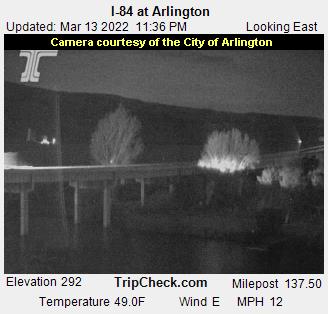 I-84 at Arlington
Updated: Mar 13 2022 11:36 PM Looking East
Camera courtesy of the City of Arlington
Elevation 292 TripCheck.com Milepost 137.50
Temperature 49.0F Wind E MPH 12